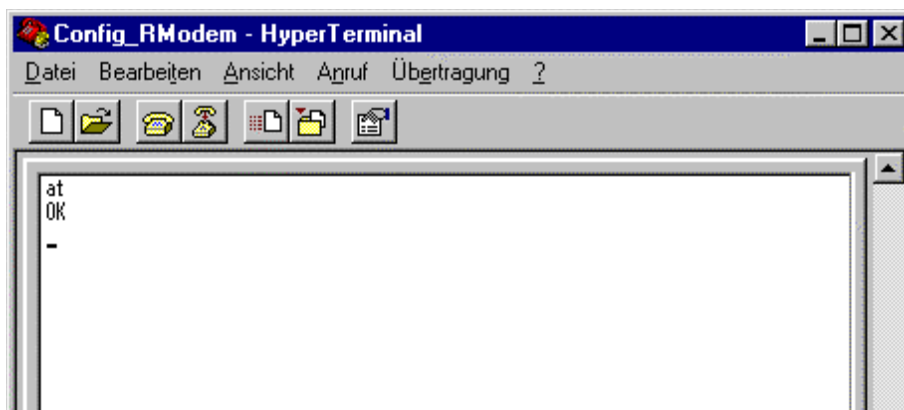 Config_RModem - HyperTerminal
Datei Bearbeiten Ansicht Anruf Übertragung ?
at
OK